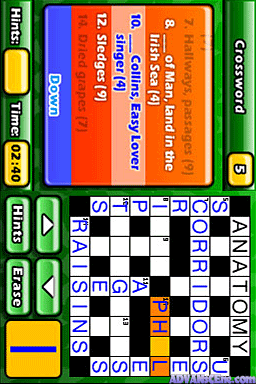 Crossword 5
7. Hallways, passages (9)
8. ___ of Man, land in the
Irish Sea (4)
10. ___ Collins, Easy Lover
singer (4)
12. Sledges (9)
14. Dried grapes (7)
Down
Hints: Time: 02:40
ANATOMY
S U
CORRIDORS
R E
I PHIL
P A E
T G S
S E S
RAISINS
Hints Erase
ADVANSCENE.com